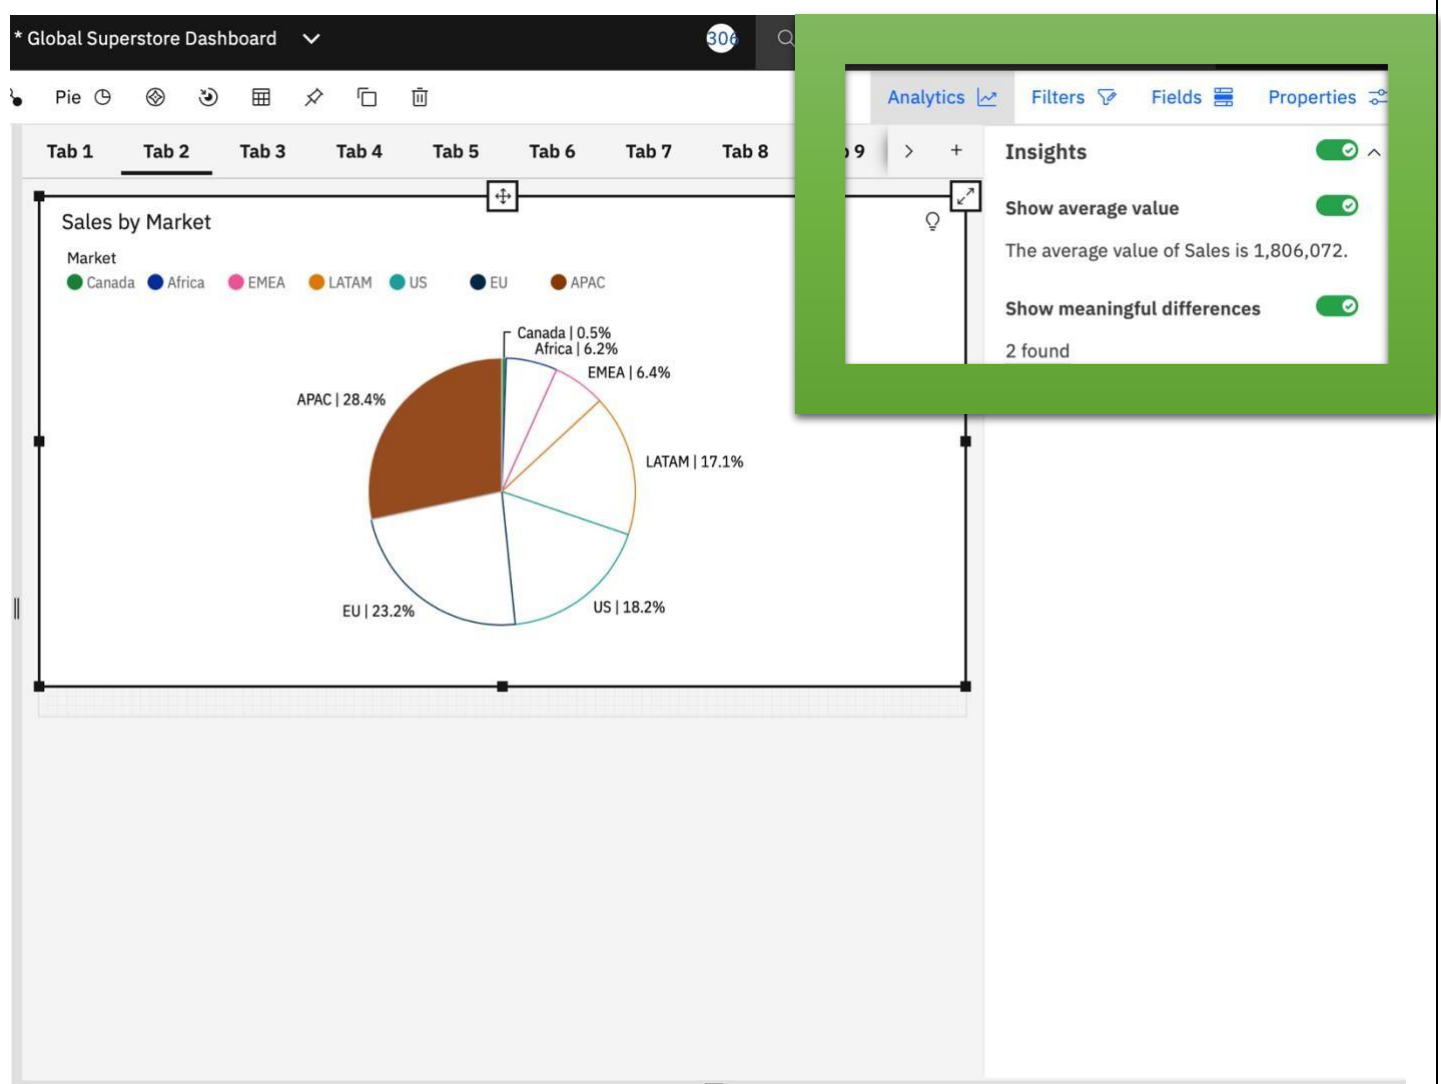 * Global Superstore Dashboard
306
Pie
Analytics Filters Fields Properties
Tab 1 Tab 2 Tab 3 Tab 4 Tab 5 Tab 6 Tab 7 Tab 8 9 +
Insights
Show average value
The average value of Sales is 1,806,072.
Show meaningful differences
2 found
Sales by Market
Market
Canada Africa EMEA LATAM US EU APAC
Canada | 0.5%
Africa | 6.2%
EMEA | 6.4%
APAC | 28.4%
LATAM | 17.1%
US | 18.2%
EU | 23.2%